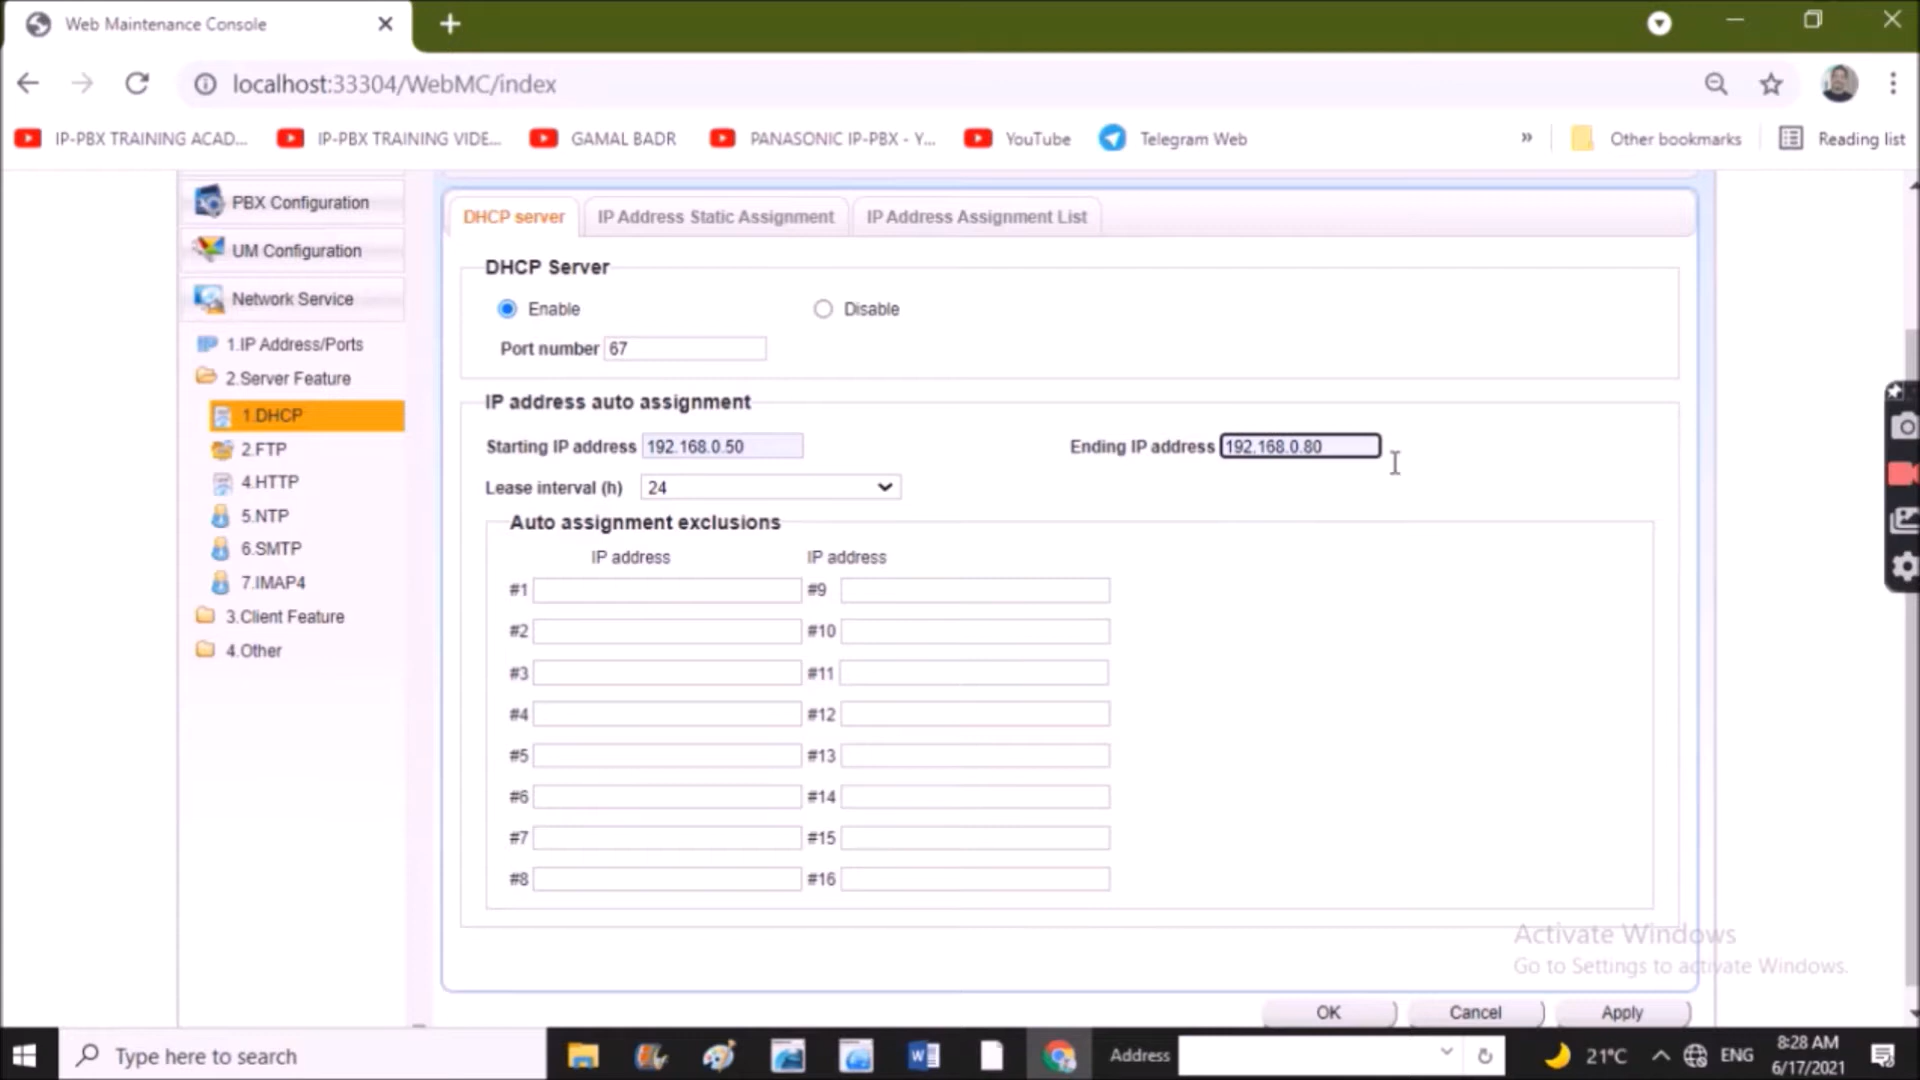 Web Maintenance Console
localhost:33304/WebMC/index
IP-PBX TRAINING ACAD...
IP-PBX TRAINING VIDE...
GAMAL BADR
PANASONIC IP-PBX - Y...
YouTube
Telegram Web
»
Other bookmarks
Reading list
PBX Configuration
UM Configuration
Network Service
1.IP Address/Ports
2.Server Feature
1.DHCP
2.FTP
4.HTTP
5.NTP
6.SMTP
7.IMAP4
3.Client Feature
4.Other
DHCP server
IP Address Static Assignment
IP Address Assignment List
DHCP Server
Enable
Disable
Port number 67
IP address auto assignment
Starting IP address 192.168.0.50
Ending IP address 192.168.0.80
Lease interval (h) 24
Auto assignment exclusions
IP address IP address
#1 #9
#2 #10
#3 #11
#4 #12
#5 #13
#6 #14
#7 #15
#8 #16
Activate Windows
Go to Settings to activate Windows.
OK
Cancel
Apply
Type here to search
Address
21°C
ENG
8:28 AM
6/17/2021